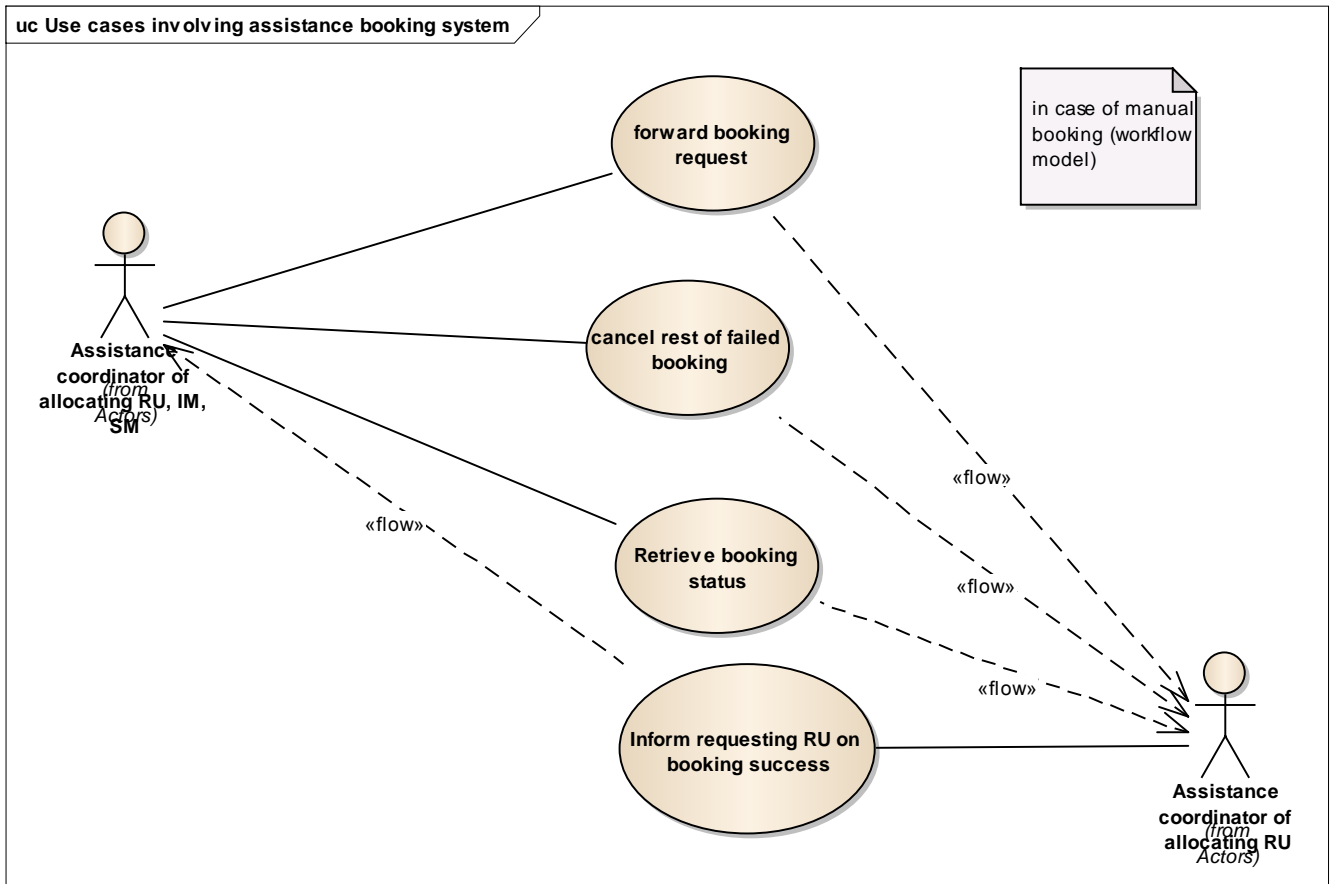 uc Use cases involving assistance booking system
in case of manual
booking (workflow
model)
forward booking
request
cancel rest of failed
booking
Assistance
coordinator of
allocating RU, IM,
SM
(from
Actors)
«flow»
«flow»
Retrieve booking
status
«flow»
«flow»
Inform requesting RU on
booking success
Assistance
coordinator of
allocating RU
(from
Actors)